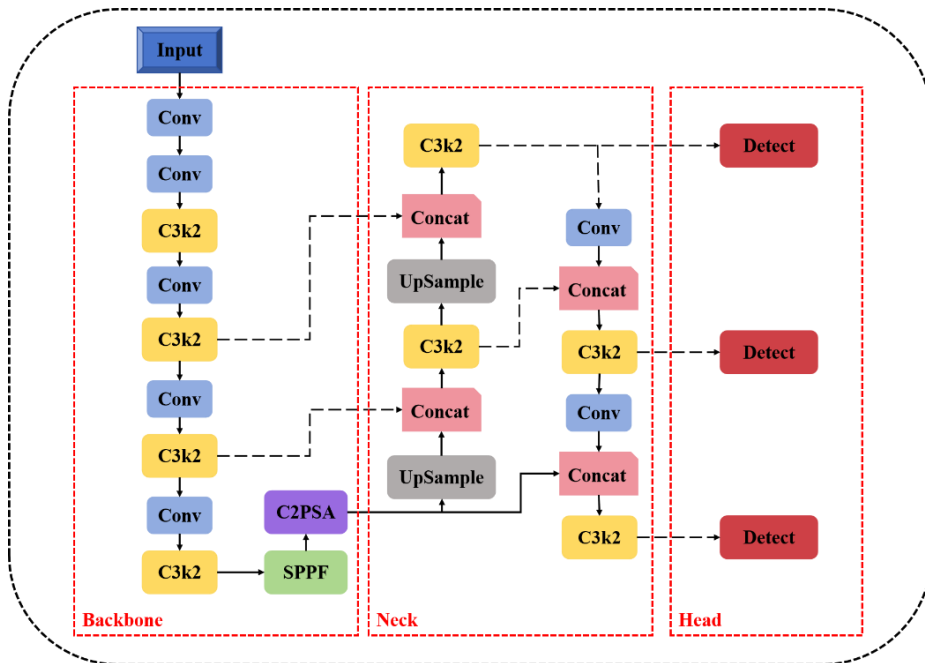 Input
Conv
Conv
C3k2
Conv
C3k2
Conv
C3k2
Conv
C3k2
SPPF
C2PSA
Backbone
C3k2
Concat
UpSample
C3k2
Concat
UpSample
Conv
Concat
C3k2
Conv
Concat
C3k2
Neck
Detect
Detect
Detect
Head